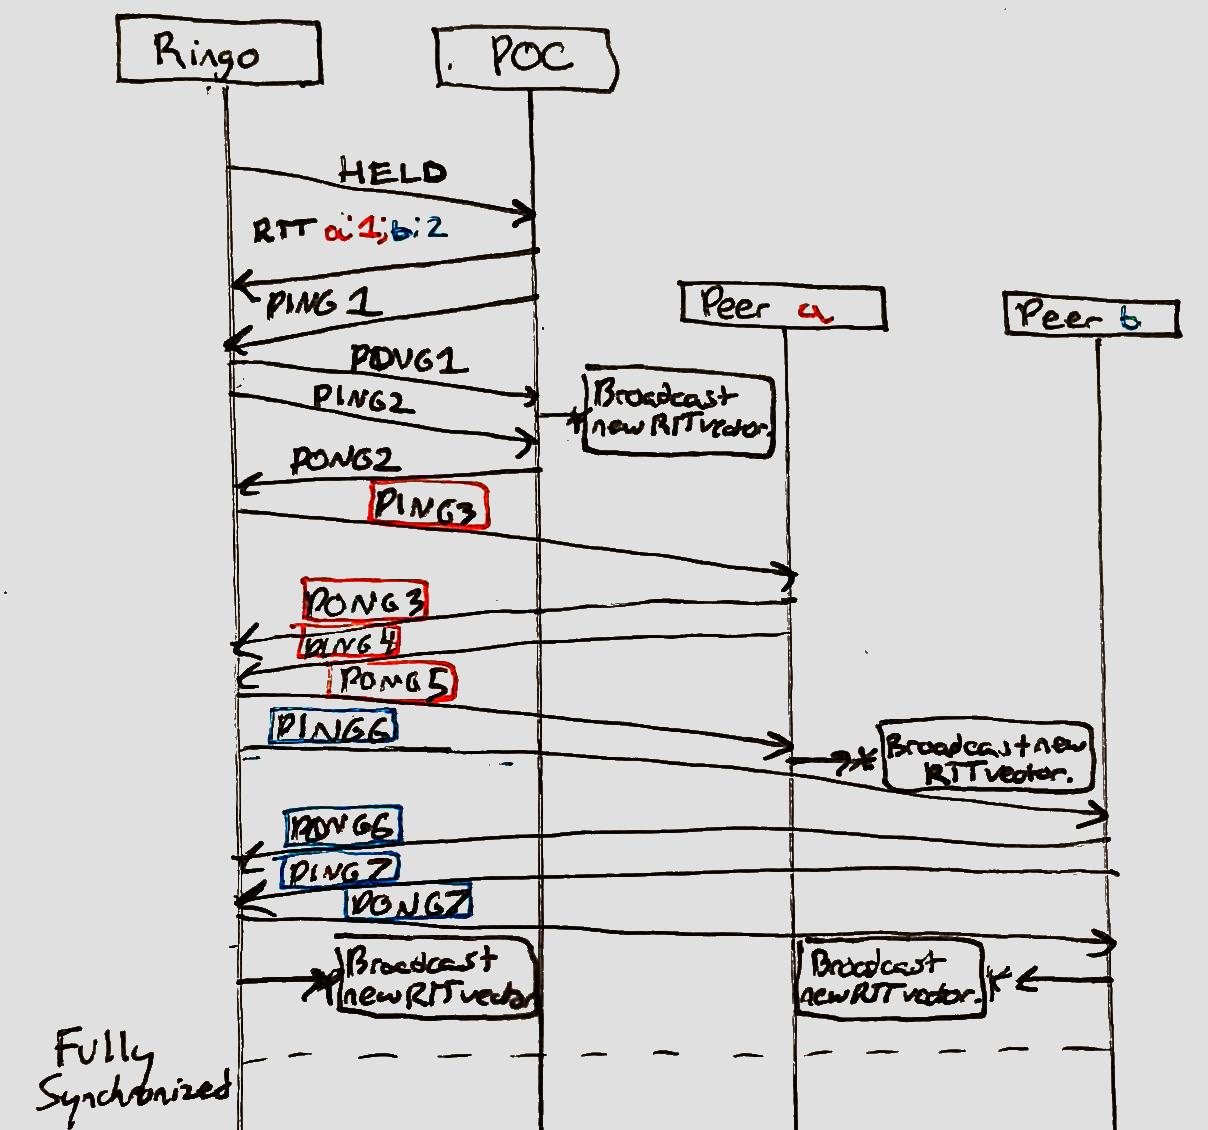 Ringo
POC
HELD
RTT a:1;b:2
PING 1
Peer a
Peer b
PONG1
PING2
Broadcast
new RTT vector.
PONG2
PING3
PONG3
PING4
PONG5
PING6
Broadcast new
RTT vector.
PONG6
PING7
PONG7
Broadcast
new RTT vector
Broadcast
new RTT vector.
Fully
Synchronized